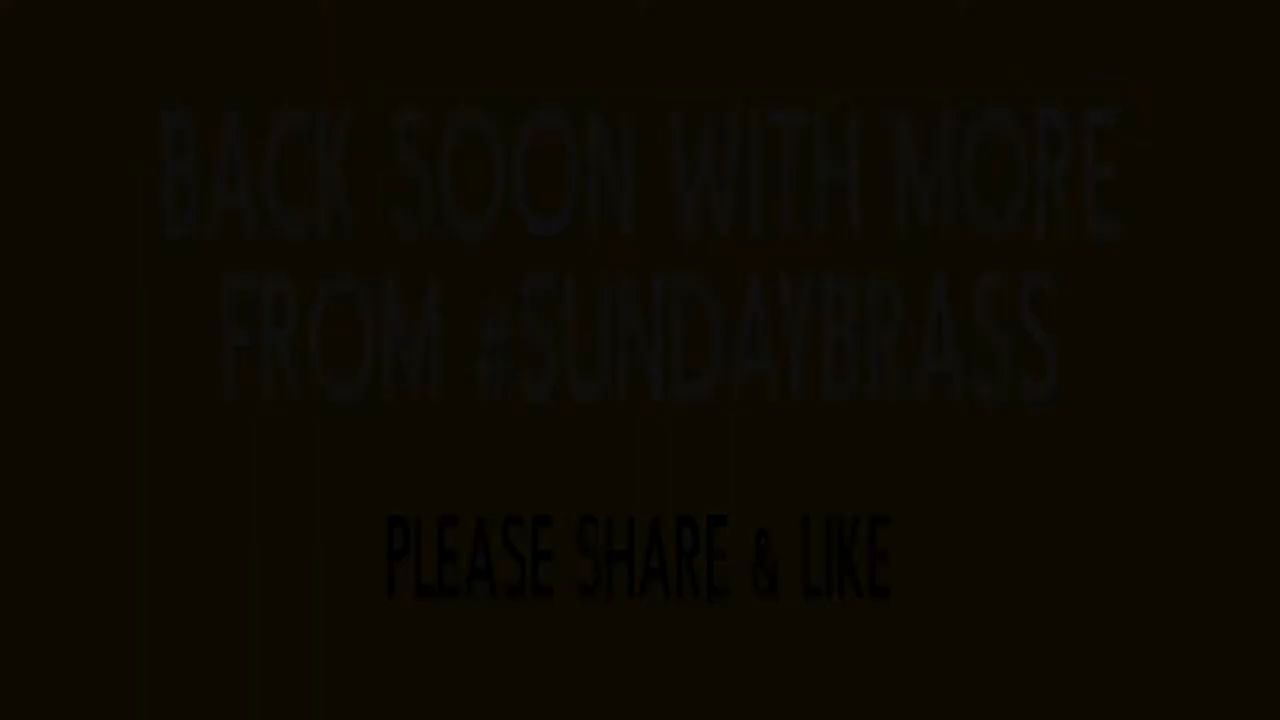 BACK SOON WITH MORE
FROM #SUNDAYBRASS
PLEASE SHARE & LIKE